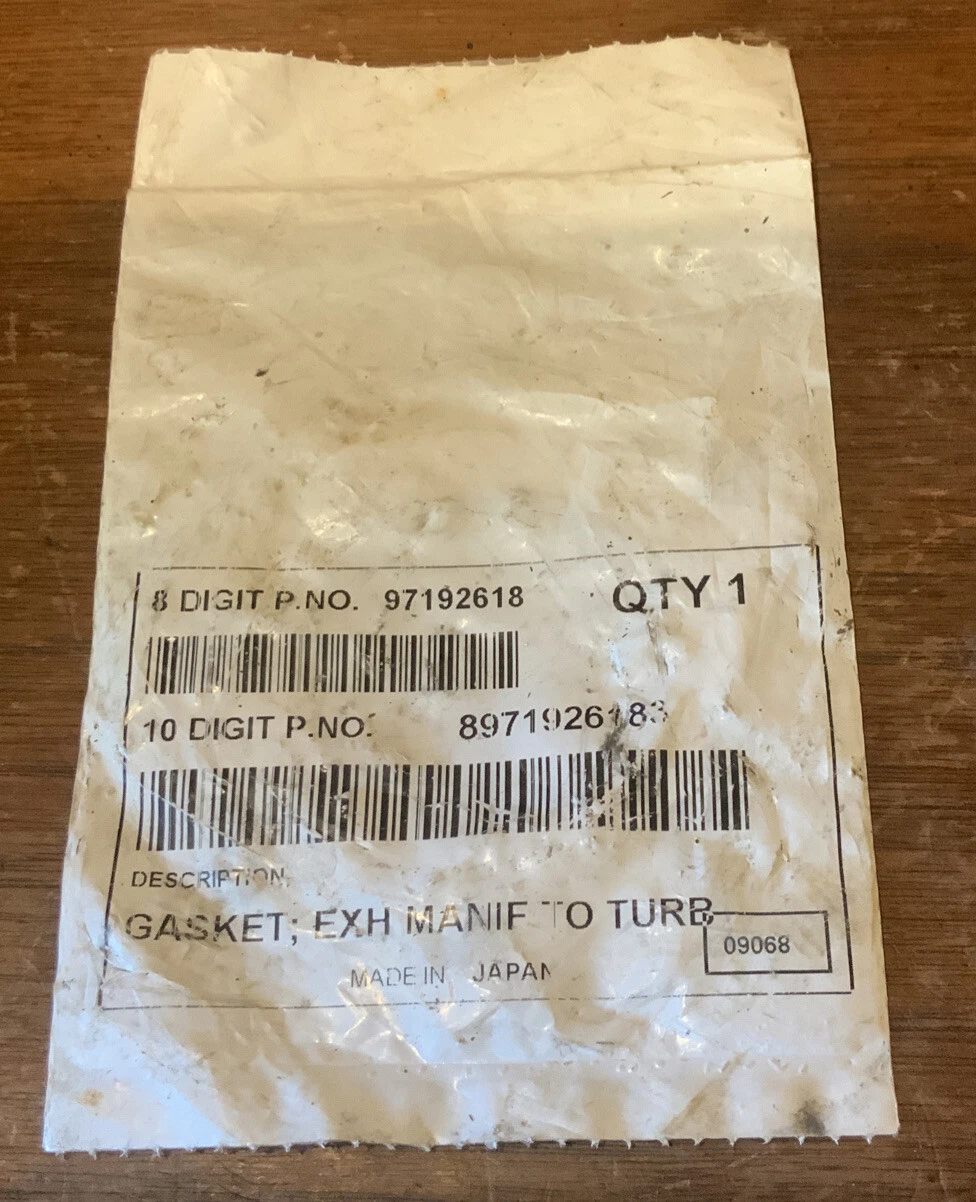 8 DIGIT P.NO. 97192618 QTY 1
10 DIGIT P.NO. 8971926183
DESCRIPTION
GASKET; EXH MANIF TO TURB
09068
MADE IN JAPAN